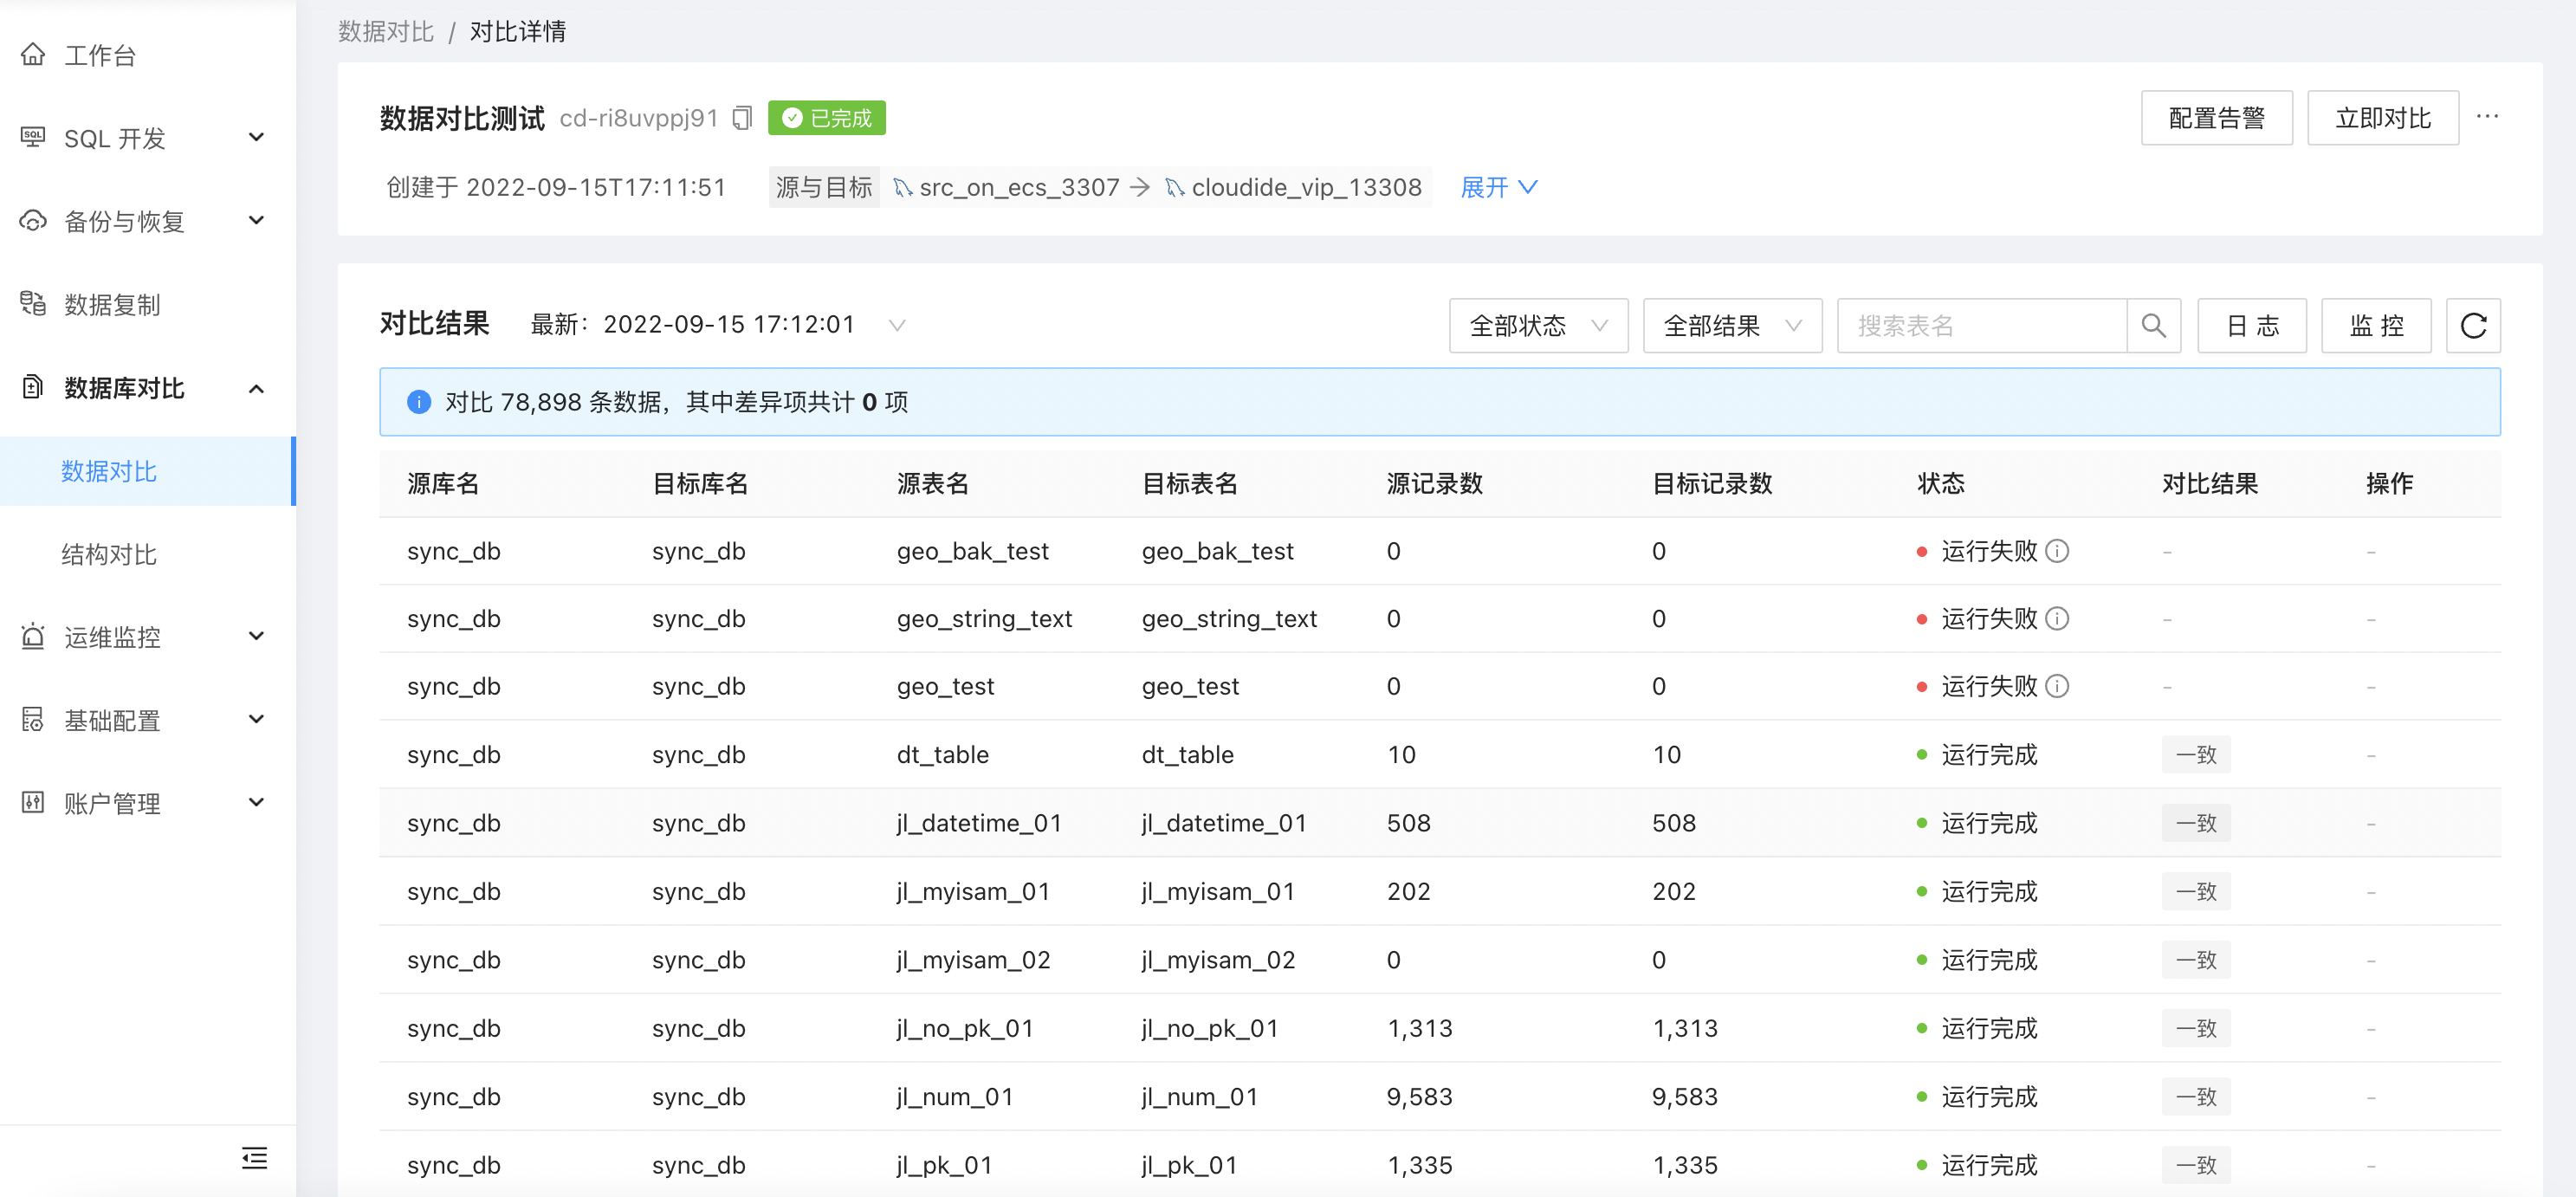 工作台
SQL 开发
备份与恢复
数据复制
数据库对比
数据对比
结构对比
运维监控
基础配置
账户管理
数据对比 / 对比详情
数据对比测试 cd-ri8uvppj91 已完成
配置告警 立即对比 ···
创建于 2022-09-15T17:11:51 源与目标 src_on_ecs_3307 → cloudide_vip_13308 展开
对比结果 最新：2022-09-15 17:12:01 全部状态 全部结果 搜索表名 日志 监控
对比 78,898 条数据，其中差异项共计 0 项
源库名 目标库名 源表名 目标表名 源记录数 目标记录数 状态 对比结果 操作
sync_db sync_db geo_bak_test geo_bak_test 0 0 运行失败 - -
sync_db sync_db geo_string_text geo_string_text 0 0 运行失败 - -
sync_db sync_db geo_test geo_test 0 0 运行失败 - -
sync_db sync_db dt_table dt_table 10 10 运行完成 一致 -
sync_db sync_db jl_datetime_01 jl_datetime_01 508 508 运行完成 一致 -
sync_db sync_db jl_myisam_01 jl_myisam_01 202 202 运行完成 一致 -
sync_db sync_db jl_myisam_02 jl_myisam_02 0 0 运行完成 一致 -
sync_db sync_db jl_no_pk_01 jl_no_pk_01 1,313 1,313 运行完成 一致 -
sync_db sync_db jl_num_01 jl_num_01 9,583 9,583 运行完成 一致 -
sync_db sync_db jl_pk_01 jl_pk_01 1,335 1,335 运行完成 一致 -